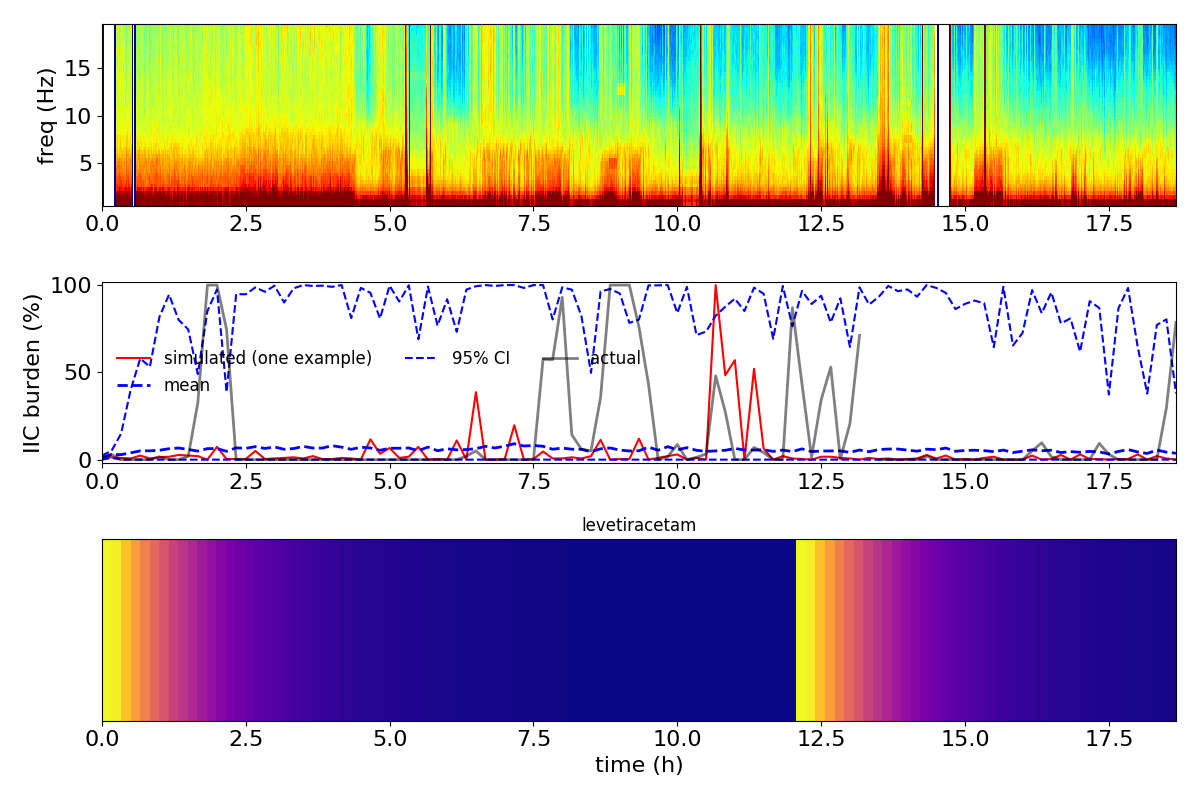 freq (Hz)
15
10
5
0.0 2.5 5.0 7.5 10.0 12.5 15.0 17.5
IIC burden (%)
100
50
0
simulated (one example) 95% CI actual
mean
0.0 2.5 5.0 7.5 10.0 12.5 15.0 17.5
levetiracetam
0.0 2.5 5.0 7.5 10.0 12.5 15.0 17.5
time (h)